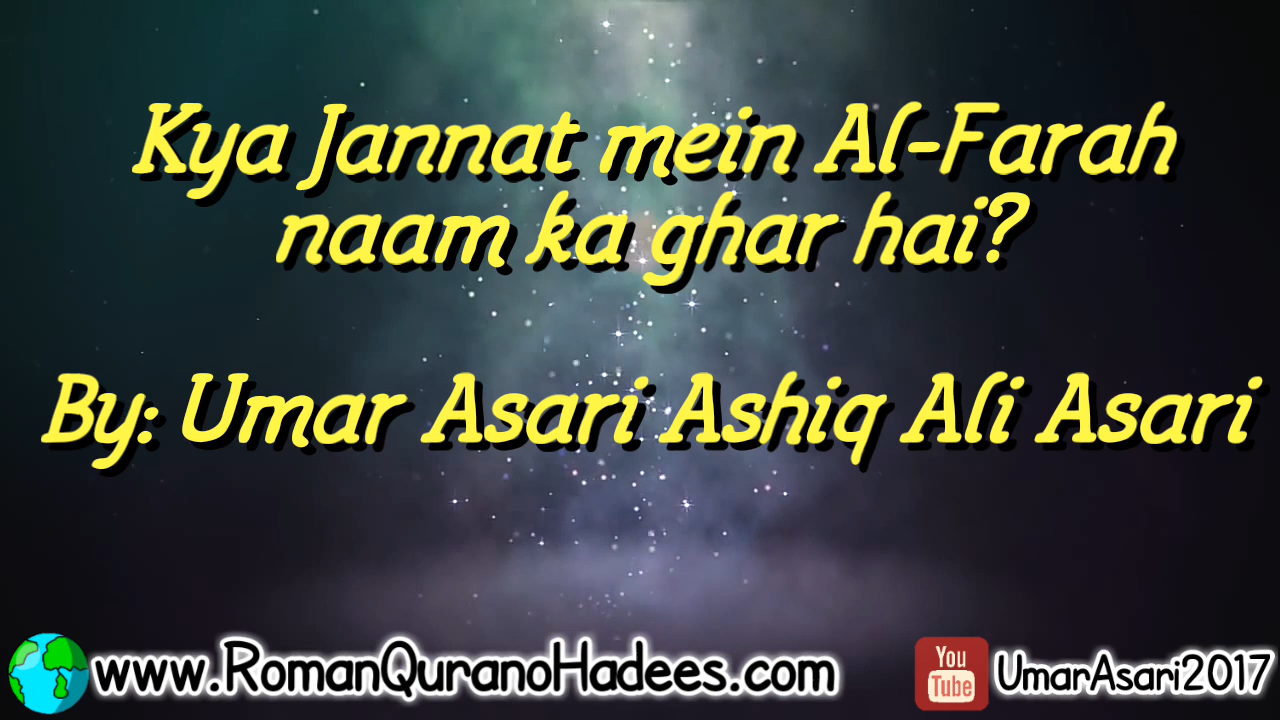 Kya Jannat mein Al-Farah
naam ka ghar hai?
By: Umar Asari Ashiq Ali Asari
www.RomanQuranoHadees.com
You
Tube
UmarAsari2017